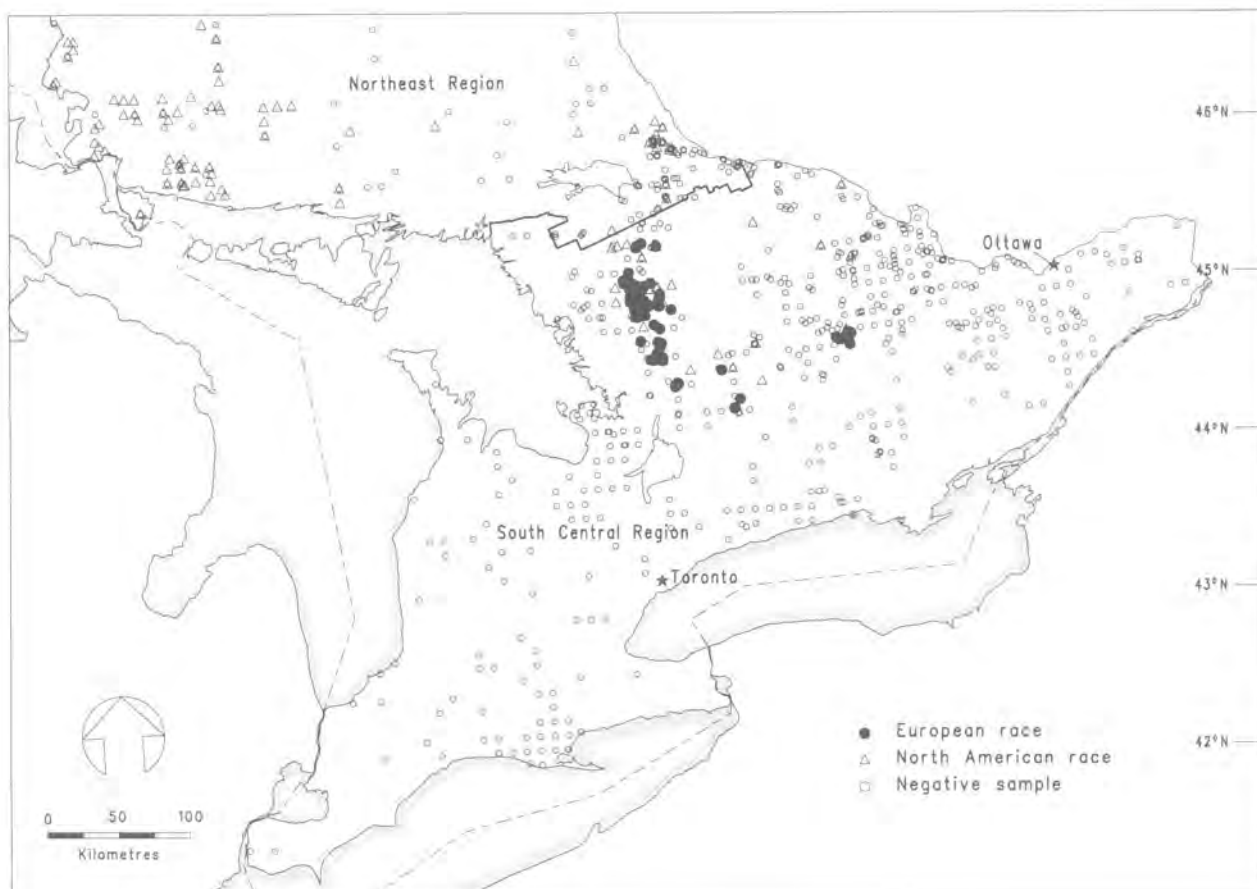 Northeast Region
46°N
Ottawa
45°N
44°N
South Central Region
Toronto
43°N
European race
42°N
North American race
Negative sample
0 50 100
Kilometres